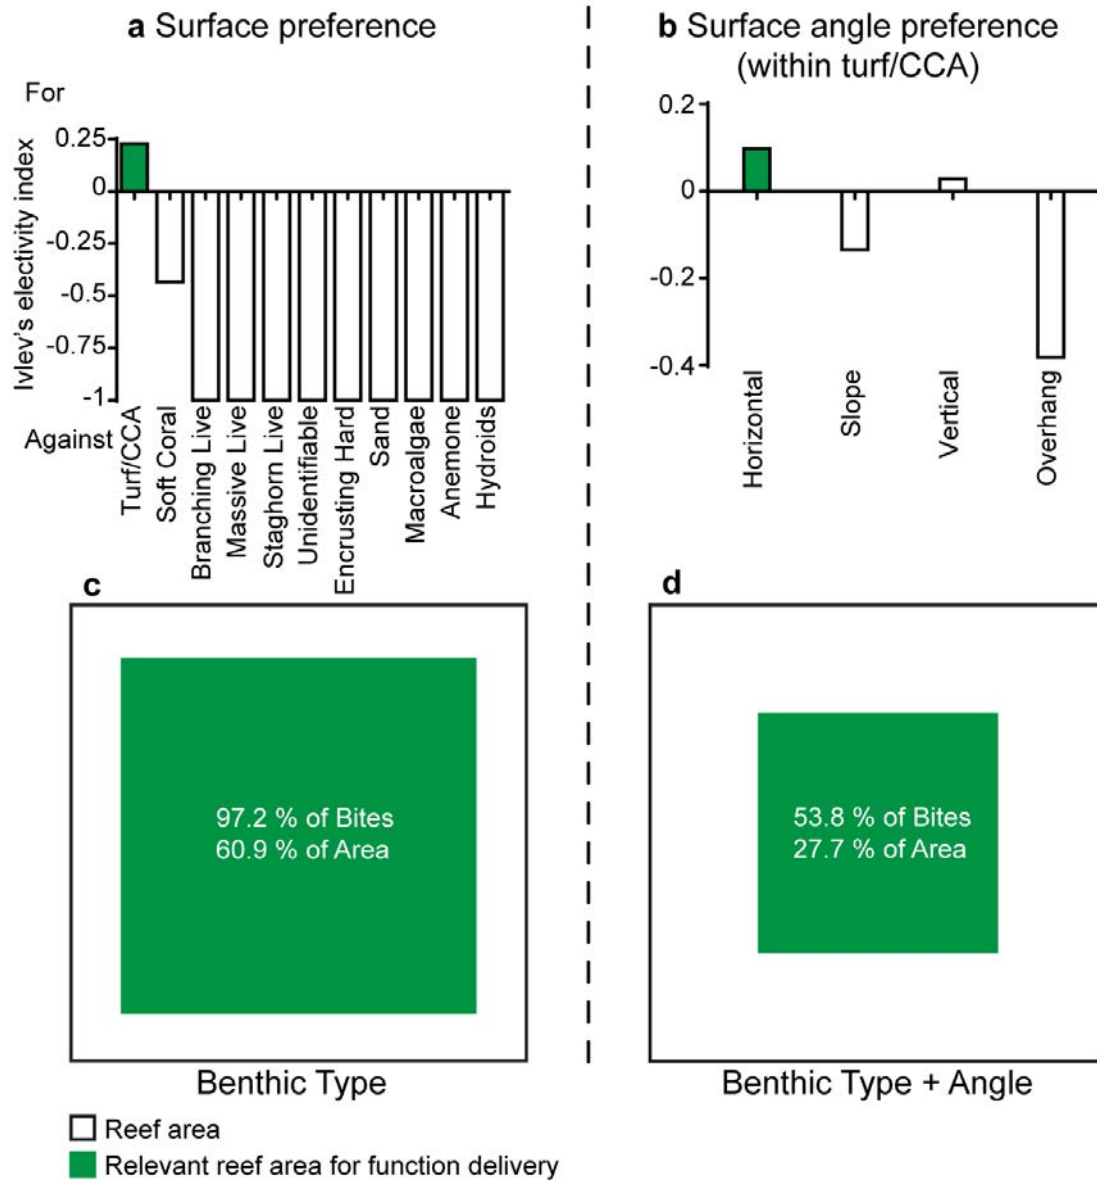 a Surface preference
For
Ivlev's electivity index
0.25
0
-0.25
-0.5
-0.75
-1
Against
Turf/CCA
Soft Coral
Branching Live
Massive Live
Staghorn Live
Unidentifiable
Encrusting Hard
Sand
Macroalgae
Anemone
Hydroids
b Surface angle preference
(within turf/CCA)
0.2
0
-0.2
-0.4
Horizontal
Slope
Vertical
Overhang
c
97.2 % of Bites
60.9 % of Area
Benthic Type
d
53.8 % of Bites
27.7 % of Area
Benthic Type + Angle
Reef area
Relevant reef area for function delivery